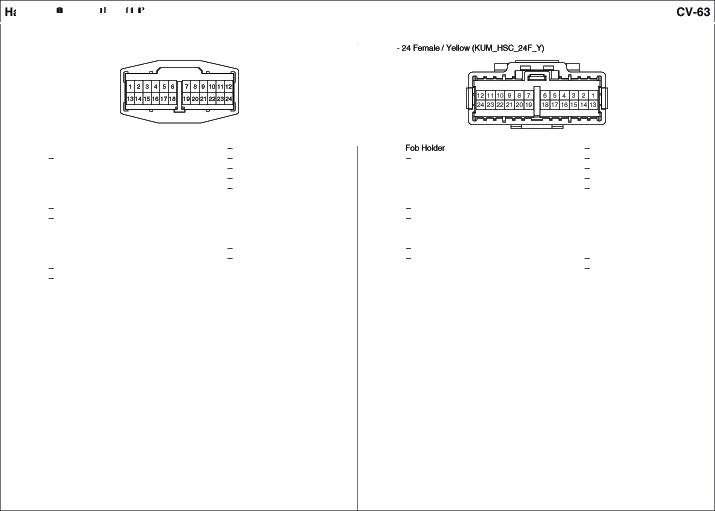 CV-63
- 24 Female / Yellow (KUM_HSC_24F_Y)
1 2 3 4 5 6 7 8 9 10 11 12
13 14 15 16 17 18 19 20 21 22 23 24
12 11 10 9 8 7 6 5 4 3 2 1
24 23 22 21 20 19 18 17 16 15 14 13
Fob Holder